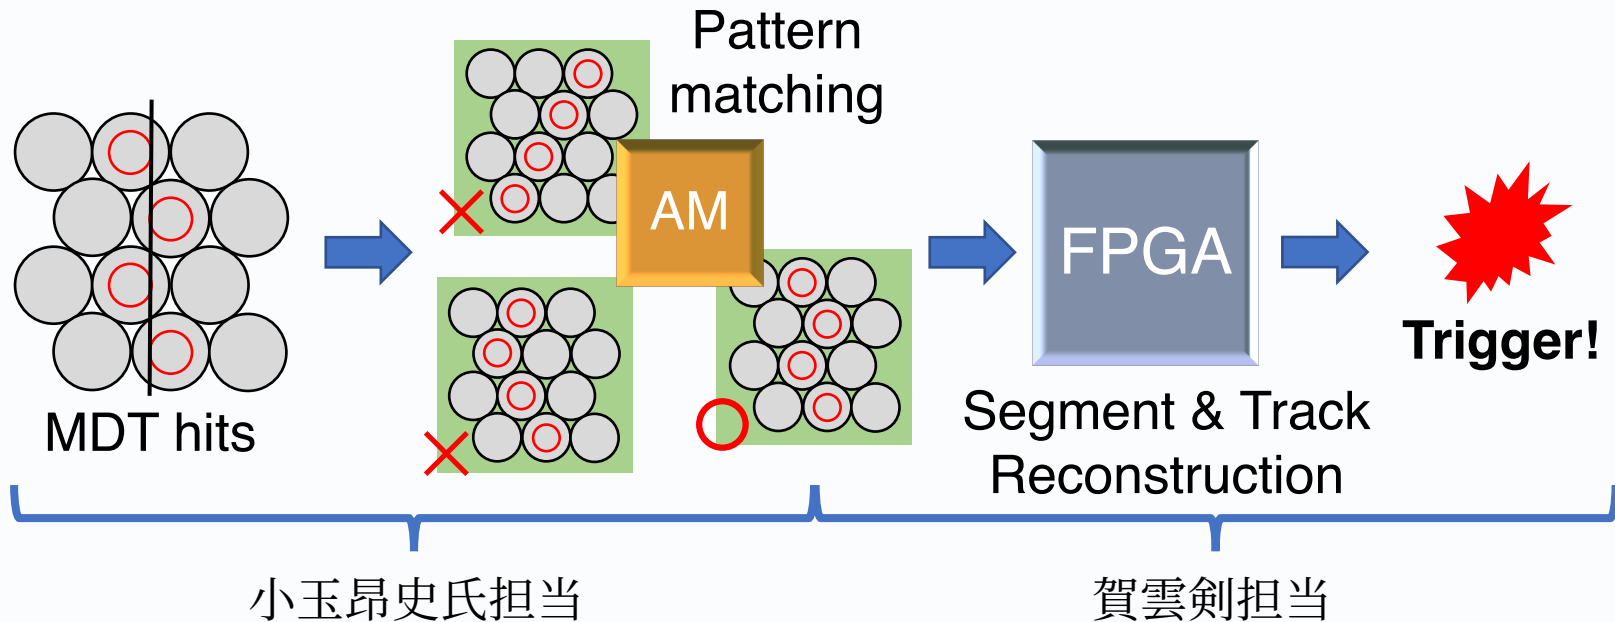 Pattern
matching
AM
MDT hits
FPGA
Segment & Track
Reconstruction
Trigger!
小玉昂史氏担当
賀雲剣担当